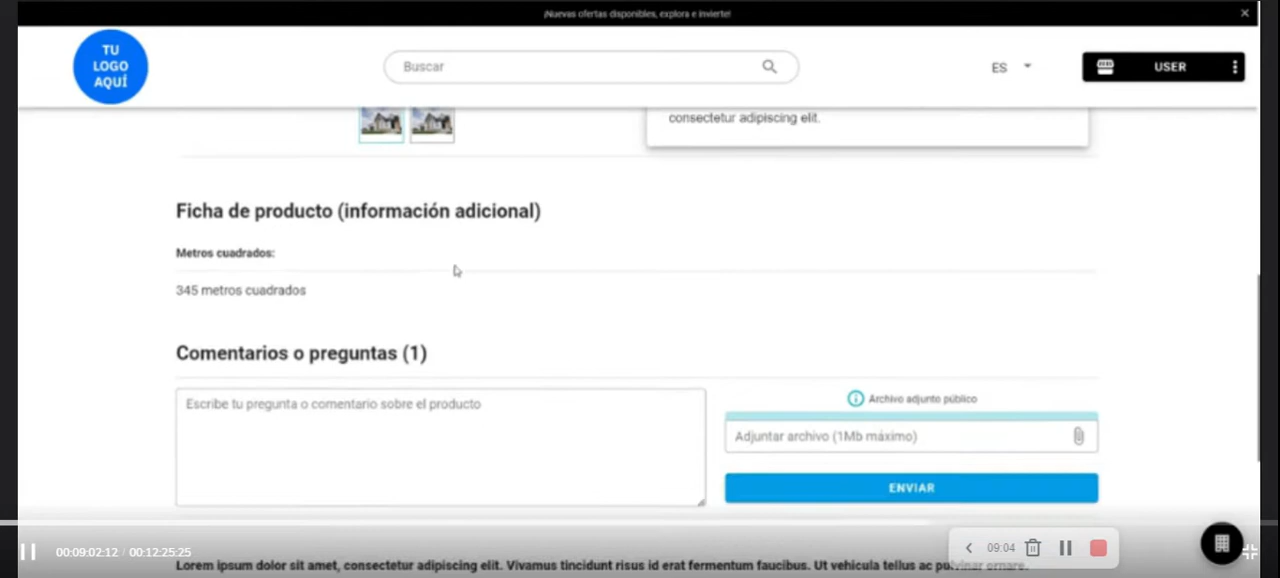 ¡Nuevas ofertas disponibles, explora e invierte!
TU
LOGO
AQUÍ
Buscar
ES
USER
consectetur adipiscing elit.
Ficha de producto (información adicional)
Metros cuadrados:
345 metros cuadrados
Comentarios o preguntas (1)
Escribe tu pregunta o comentario sobre el producto
Archivo adjunto público
Adjuntar archivo (1Mb máximo)
ENVIAR
00:09:02:12 / 00:12:25:25
09:04
Lorem ipsum dolor sit amet, consectetur adipiscing elit. Vivamus tincidunt risus id erat fermentum faucibus. Ut vehicula tellus ac pulvinar ornare.